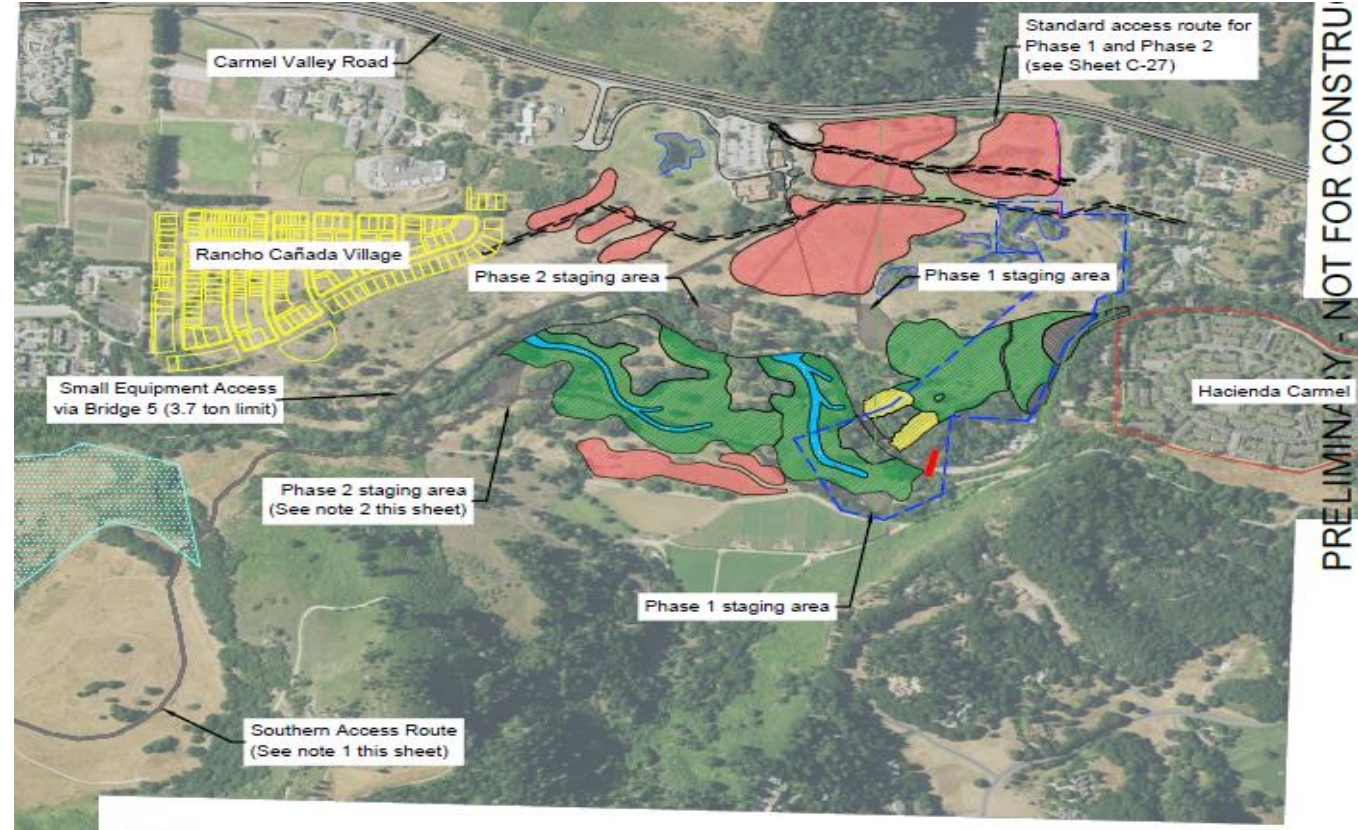 Carmel Valley Road
Standard access route for
Phase 1 and Phase 2
(see Sheet C-27)
Rancho Cañada Village
Phase 2 staging area
Phase 1 staging area
Small Equipment Access
via Bridge 5 (3.7 ton limit)
Hacienda Carmel
Phase 2 staging area
(See note 2 this sheet)
Phase 1 staging area
Southern Access Route
(See note 1 this sheet)
PRELIMINARY - NOT FOR CONSTRUC